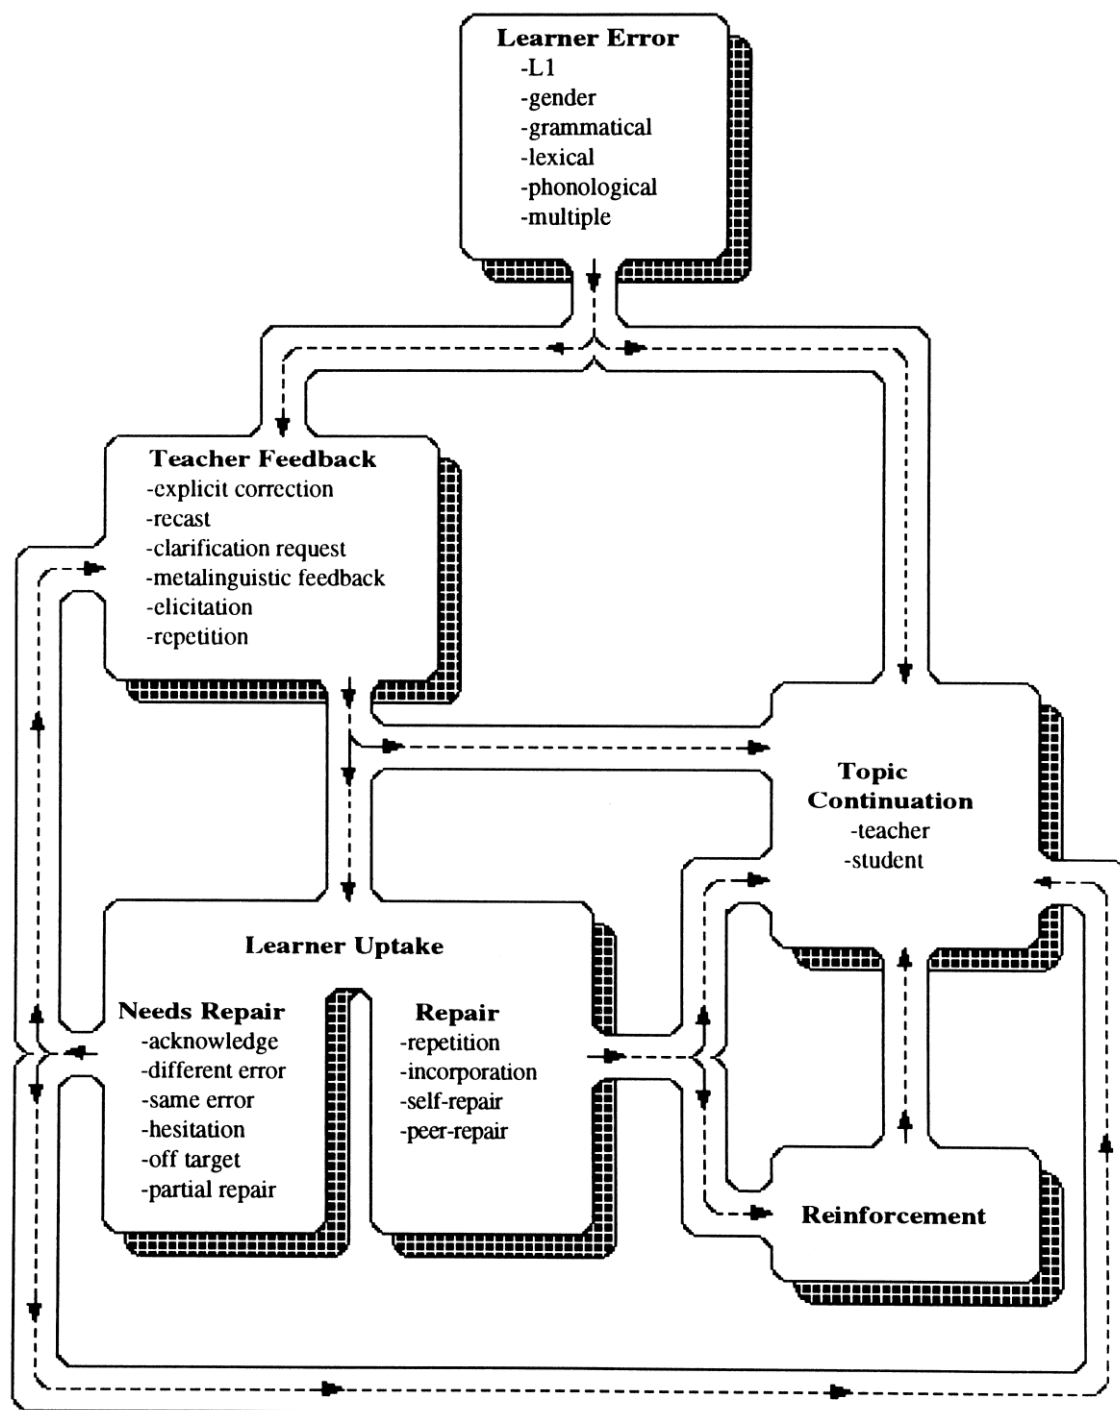 Learner Error
-L1
-gender
-grammatical
-lexical
-phonological
-multiple
Teacher Feedback
-explicit correction
-recast
-clarification request
-metalinguistic feedback
-elicitation
-repetition
Topic
Continuation
-teacher
-student
Learner Uptake
Needs Repair
-acknowledge
-different error
-same error
-hesitation
-off target
-partial repair
Repair
-repetition
-incorporation
-self-repair
-peer-repair
Reinforcement